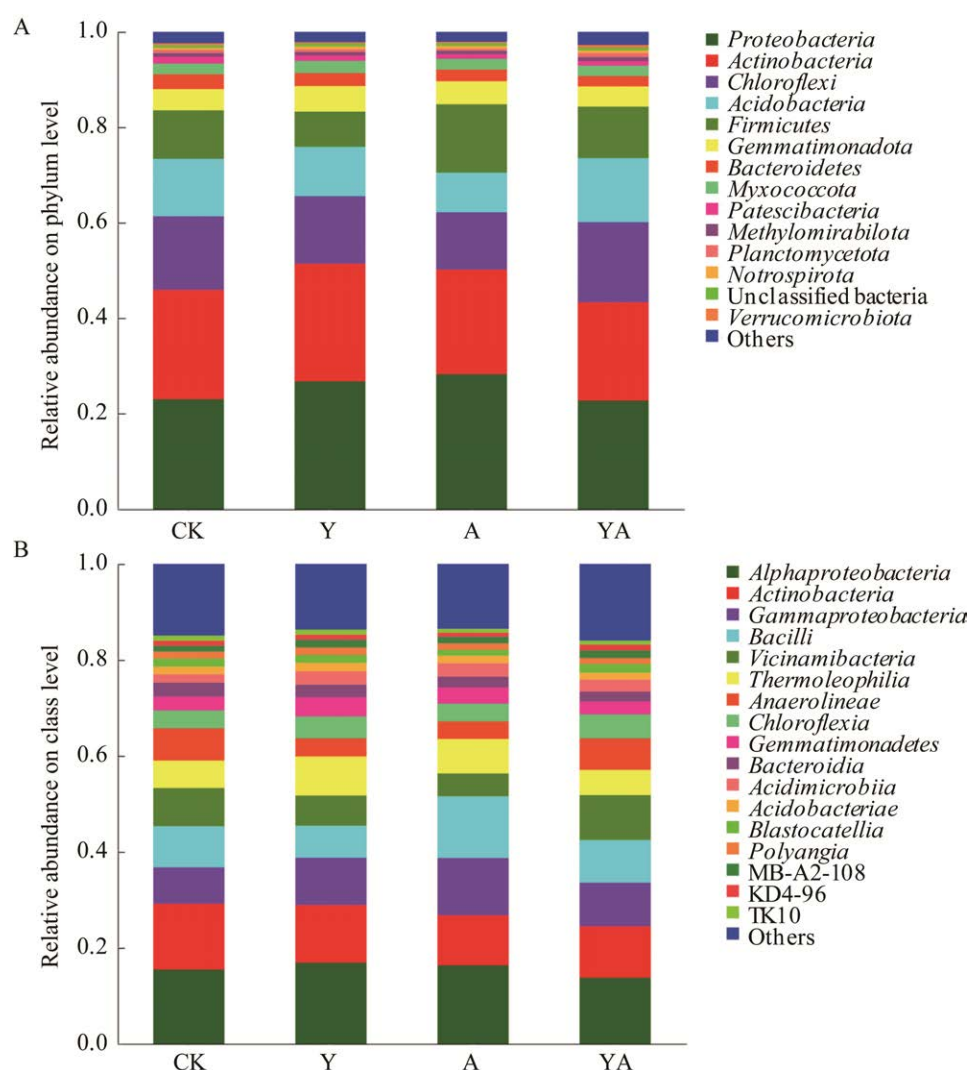 A
1.0
0.8
0.6
0.4
0.2
0.0
Relative abundance on phylum level
CK Y A YA
Proteobacteria
Actinobacteria
Chloroflexi
Acidobacteria
Firmicutes
Gemmatimonadota
Bacteroidetes
Myxococcota
Patescibacteria
Methylomirabilota
Planctomycetota
Notrospirota
Unclassified bacteria
Verrucomicrobiota
Others
B
1.0
0.8
0.6
0.4
0.2
0.0
Relative abundance on class level
CK Y A YA
Alphaproteobacteria
Actinobacteria
Gammaproteobacteria
Bacilli
Vicinamibacteria
Thermoleophilia
Anaerolineae
Chloroflexia
Gemmatimonadetes
Bacteroidia
Acidimicrobiia
Acidobacteriae
Blastocatellia
Polyangia
MB-A2-108
KD4-96
TK10
Others